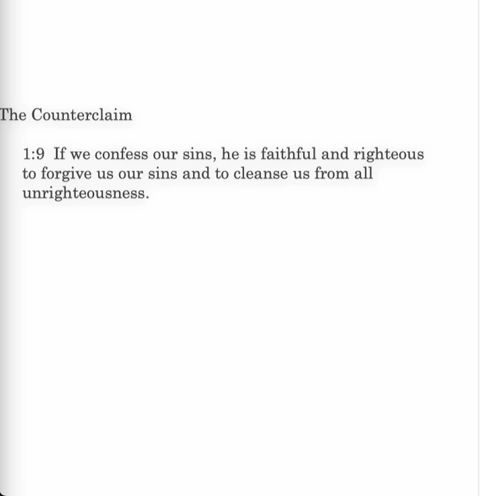 The Counterclaim
1:9 If we confess our sins, he is faithful and righteous
to forgive us our sins and to cleanse us from all
unrighteousness.